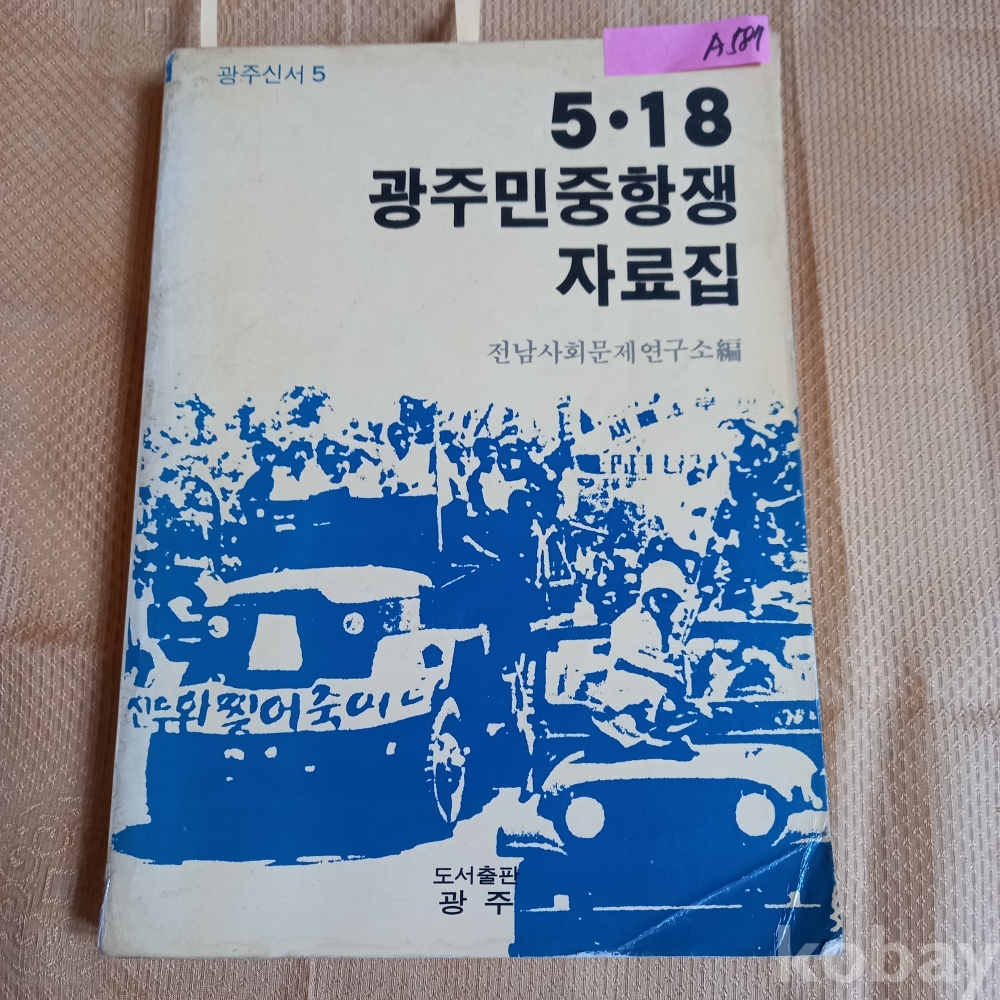 A587
광주신서 5
5·18
광주민중항쟁
자료집
전남사회문제연구소編
전두환찢어죽이
도서출판
광주
kobay